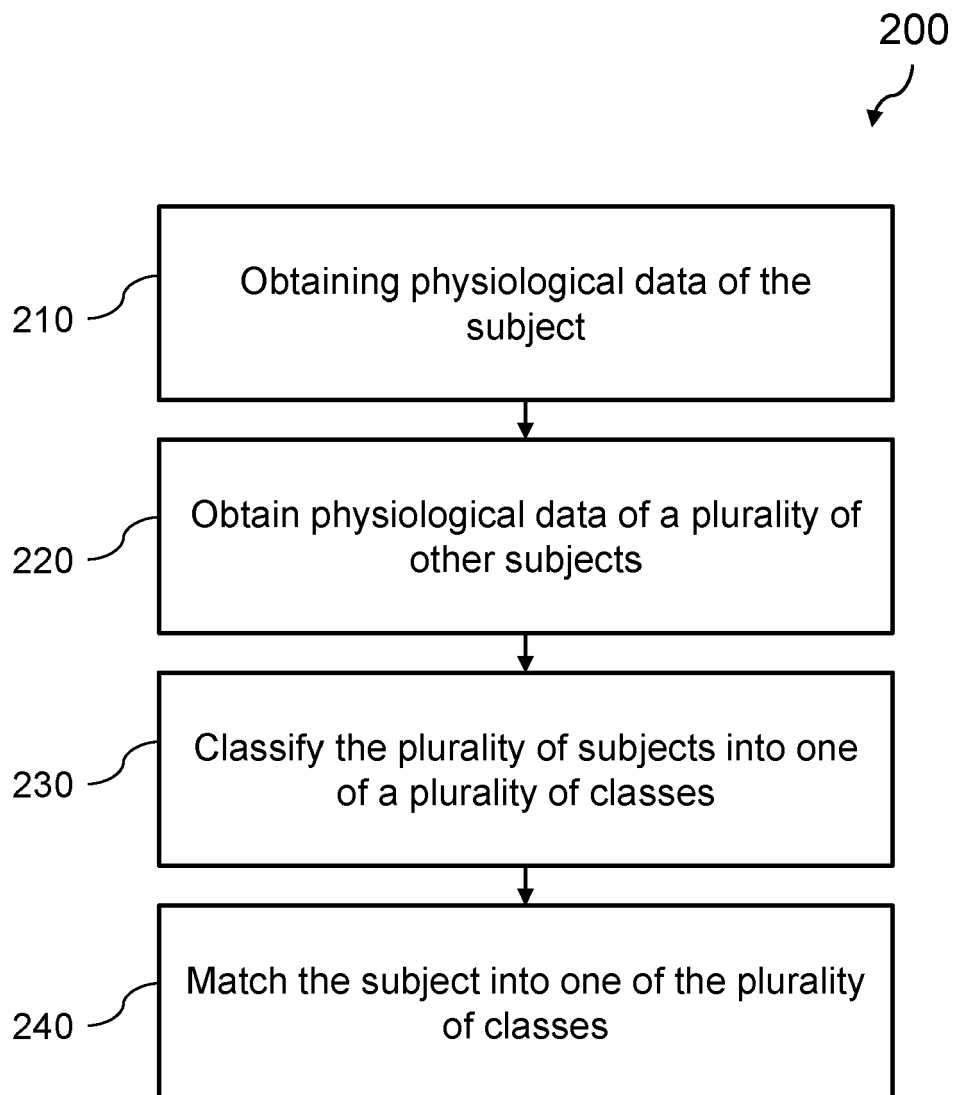 200
210
Obtaining physiological data of the
subject
220
Obtain physiological data of a plurality of
other subjects
230
Classify the plurality of subjects into one
of a plurality of classes
240
Match the subject into one of the plurality
of classes